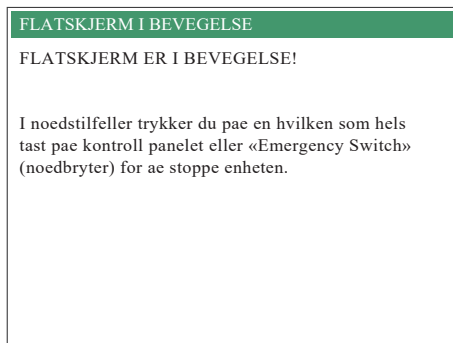 FLATSKJERM I BEVEGELSE
FLATSKJERM ER I BEVEGELSE!
I noedstilfeller trykker du pae en hvilken som hels
tast pae kontroll panelet eller «Emergency Switch»
(noedbryter) for ae stoppe enheten.